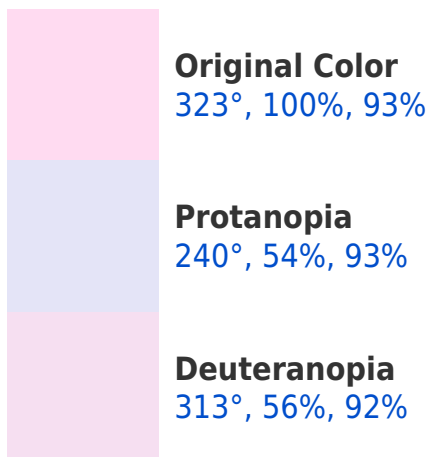 Original Color
323°, 100%, 93%
Protanopia
240°, 54%, 93%
Deuteranopia
313°, 56%, 92%